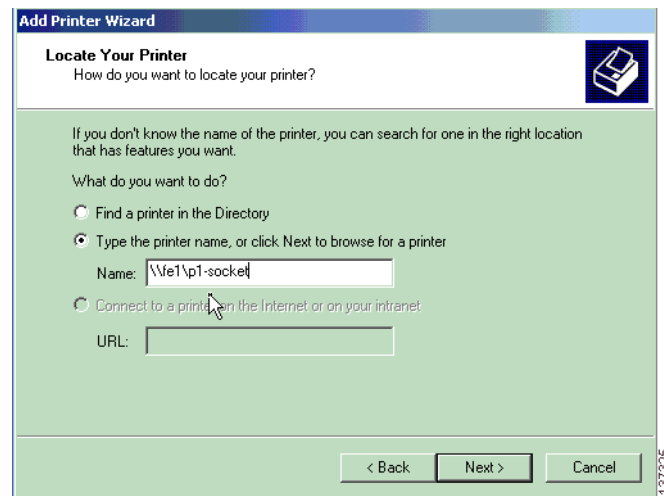 Add Printer Wizard
Locate Your Printer
How do you want to locate your printer?
If you don't know the name of the printer, you can search for one in the right location
that has features you want.
What do you want to do?
Find a printer in the Directory
Type the printer name, or click Next to browse for a printer
Name: \\fe1\p1-socket
Connect to a printer on the Internet or on your intranet
URL:
< Back Next > Cancel
137325